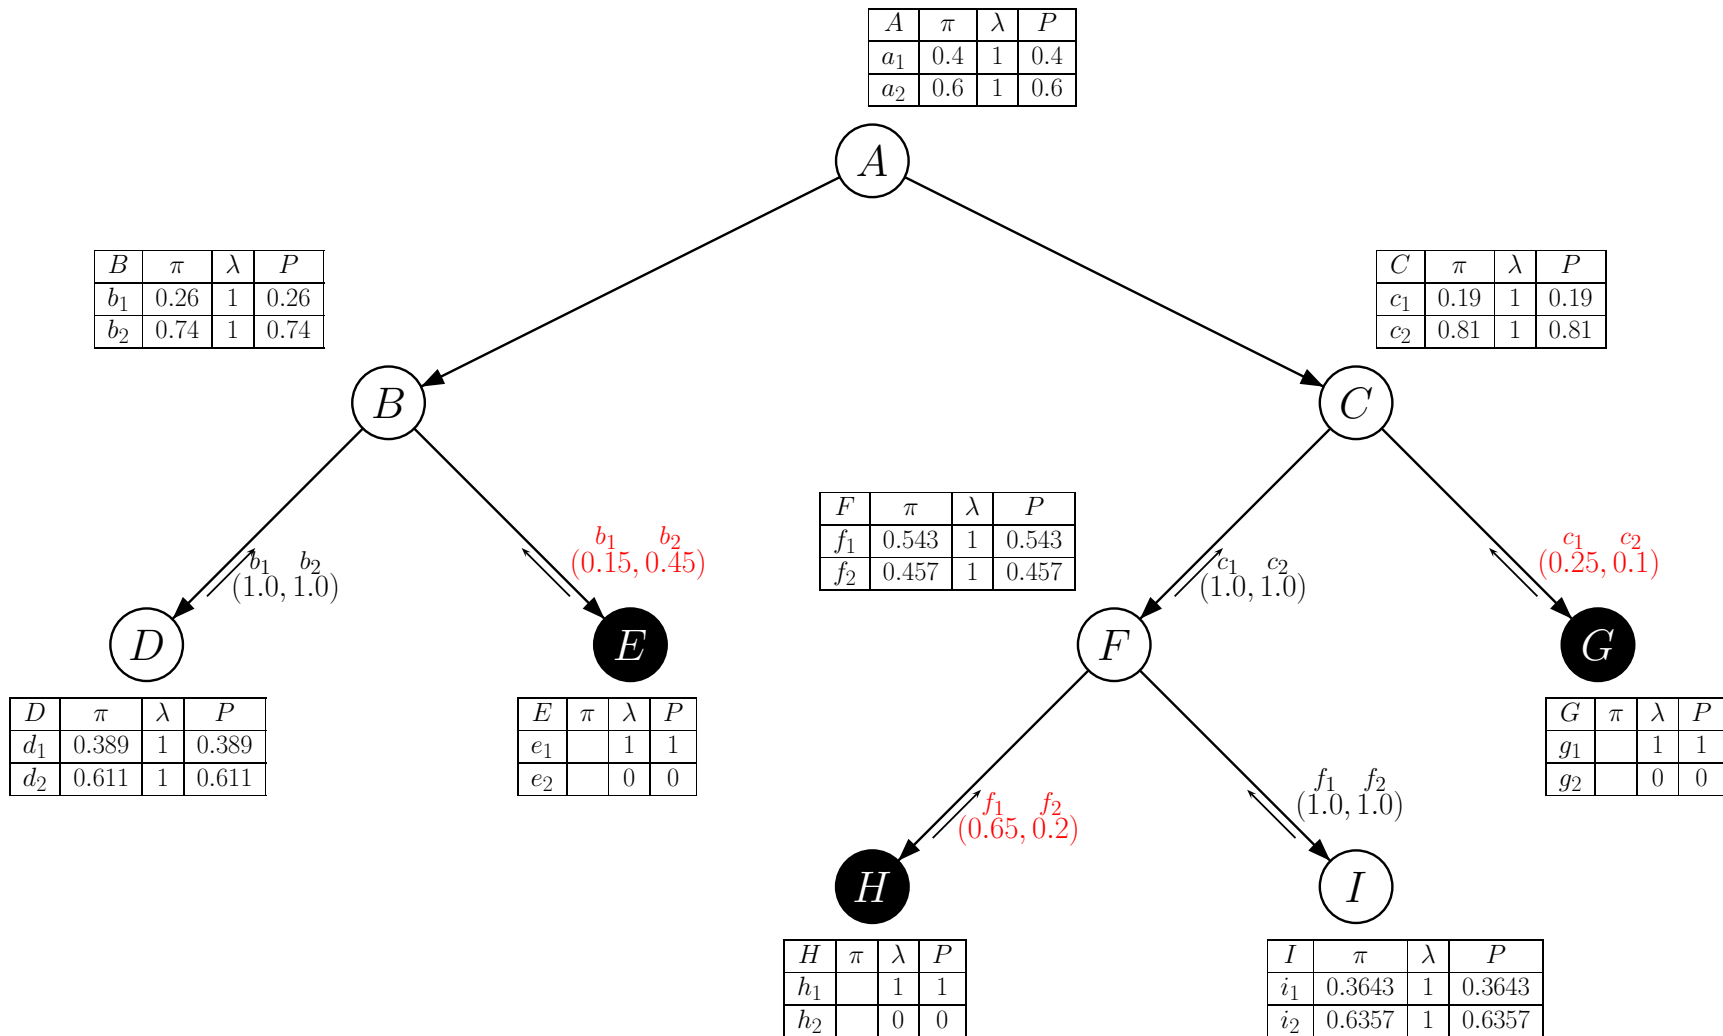 A π λ P
a₁ 0.4 1 0.4
a₂ 0.6 1 0.6
A
B π λ P
b₁ 0.26 1 0.26
b₂ 0.74 1 0.74
C π λ P
c₁ 0.19 1 0.19
c₂ 0.81 1 0.81
B
C
F π λ P
f₁ 0.543 1 0.543
f₂ 0.457 1 0.457
b₁ b₂
(1.0, 1.0)
b₁ b₂
(0.15, 0.45)
c₁ c₂
(1.0, 1.0)
c₁ c₂
(0.25, 0.1)
D
E
F
G
D π λ P
d₁ 0.389 1 0.389
d₂ 0.611 1 0.611
E π λ P
e₁ 1 1
e₂ 0 0
G π λ P
g₁ 1 1
g₂ 0 0
f₁ f₂
(0.65, 0.2)
f₁ f₂
(1.0, 1.0)
H
I
H π λ P
h₁ 1 1
h₂ 0 0
I π λ P
i₁ 0.3643 1 0.3643
i₂ 0.6357 1 0.6357